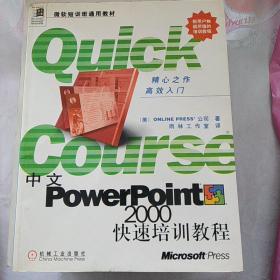 微软短训班通用教材
Quick
精心之作
高效入门
[美] ONLINE PRESS 公司 著
雨林工作室 译
Course
中文
PowerPoint
2000
快速培训教程
机械工业出版社
China Machine Press
Microsoft Press